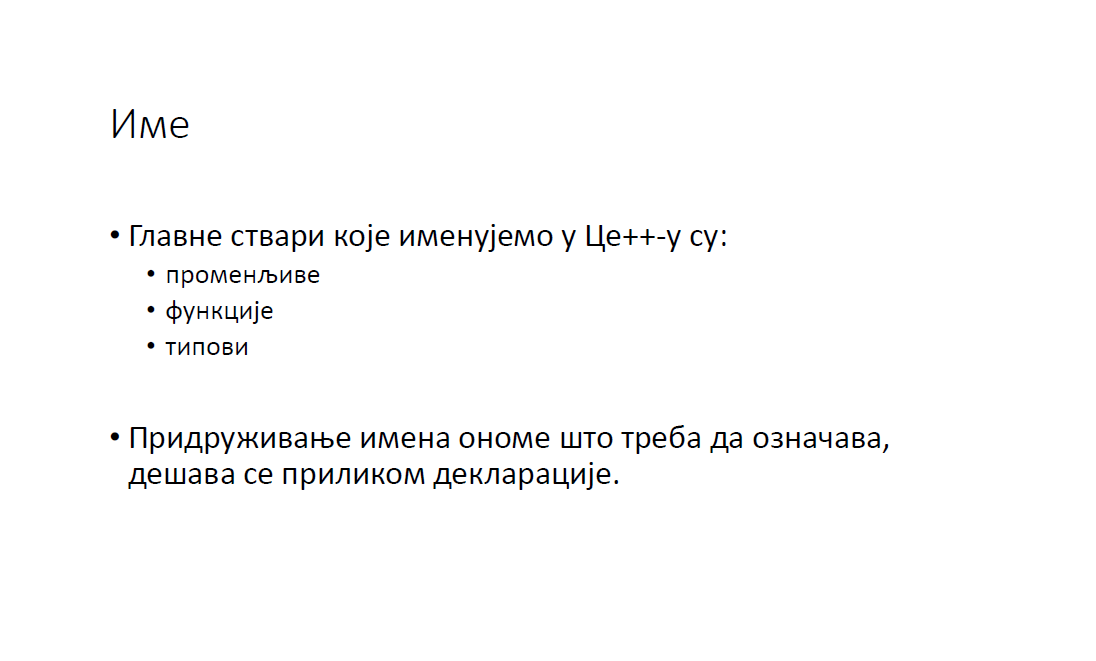 Име
• Главне ствари које именујемо у Це++-у су:
• променљиве
• функције
• типови
• Придруживање имена ономе што треба да означава,
дешава се приликом декларације.